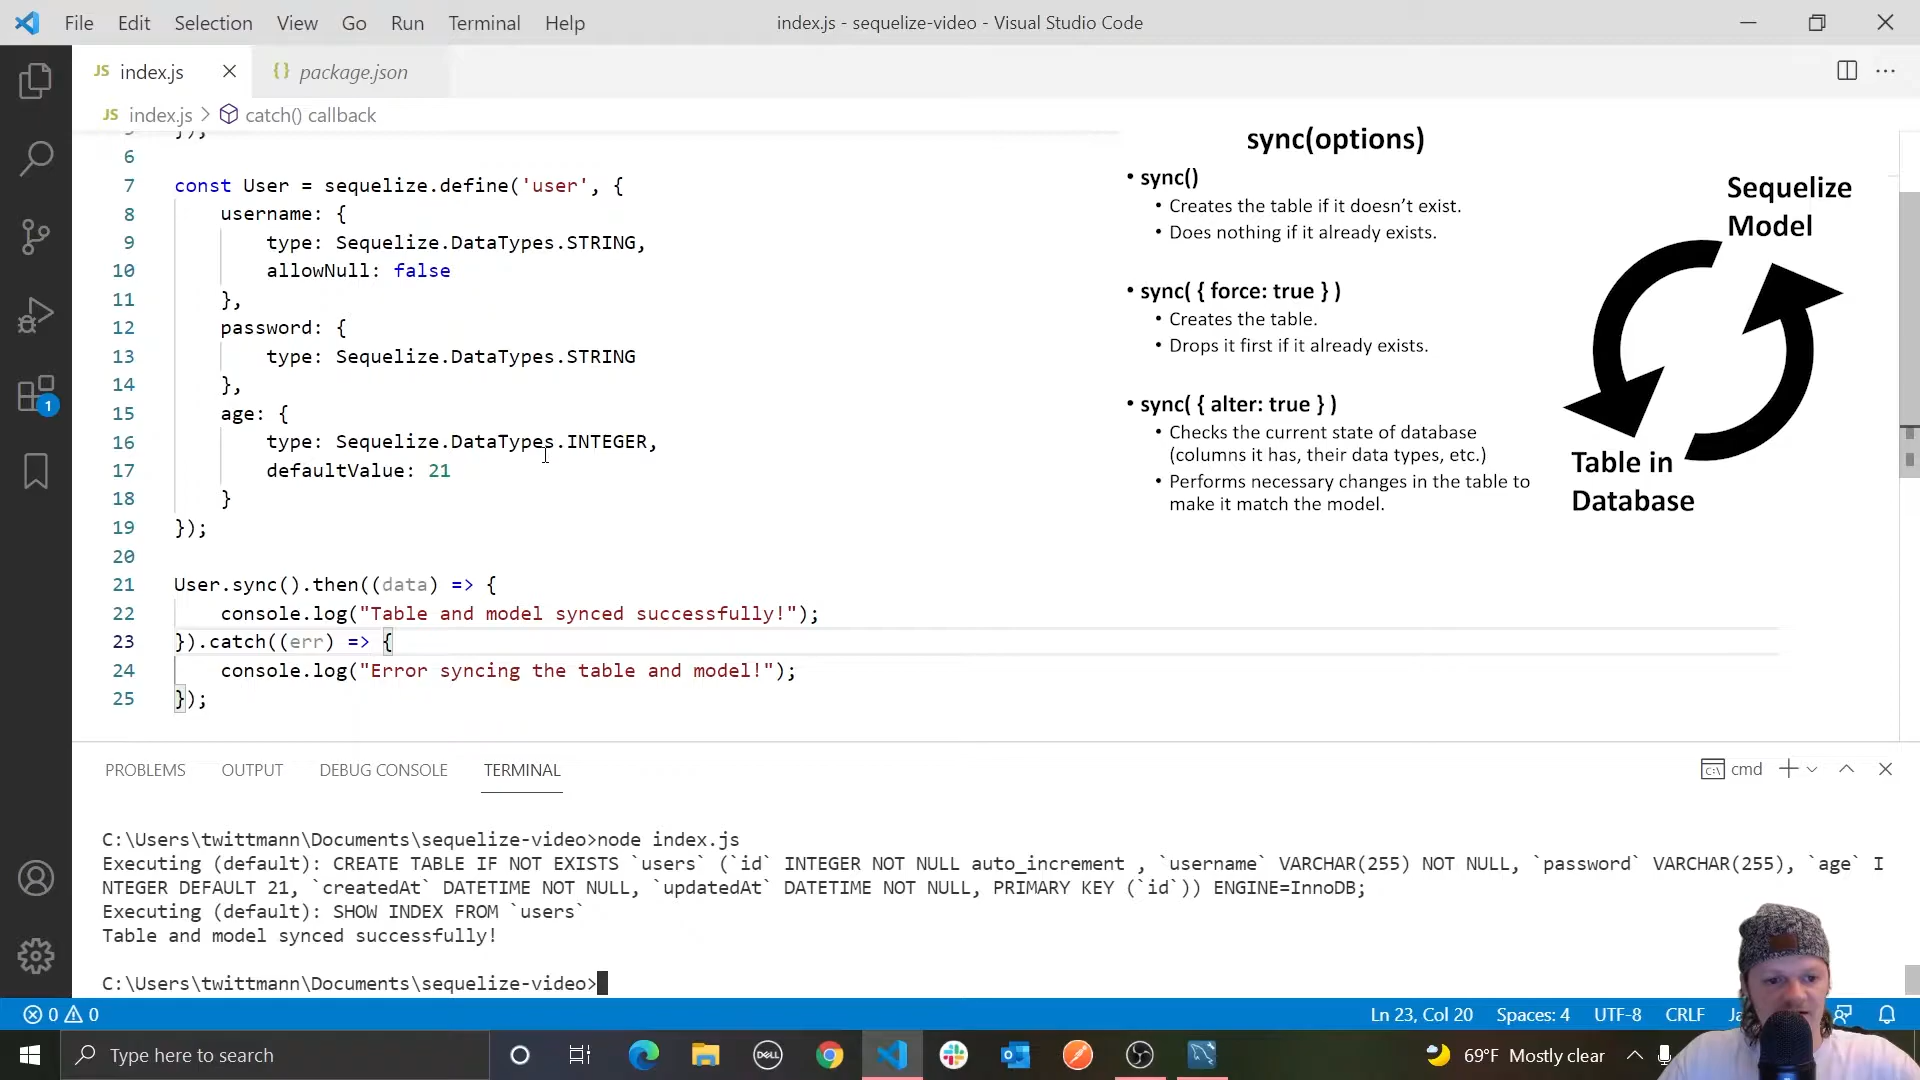 File Edit Selection View Go Run Terminal Help
index.js - sequelize-video - Visual Studio Code
JS index.js
{} package.json
JS index.js > catch() callback
6
7 const User = sequelize.define('user', {
8 username: {
9 type: Sequelize.DataTypes.STRING,
10 allowNull: false
11 },
12 password: {
13 type: Sequelize.DataTypes.STRING
14 },
15 age: {
16 type: Sequelize.DataTypes.INTEGER,
17 defaultValue: 21
18 }
19 });
20
21 User.sync().then((data) => {
22 console.log("Table and model synced successfully!");
23 }).catch((err) => {
24 console.log("Error syncing the table and model!");
25 });
sync(options)
• sync()
• Creates the table if it doesn’t exist.
• Does nothing if it already exists.
• sync( { force: true } )
• Creates the table.
• Drops it first if it already exists.
• sync( { alter: true } )
• Checks the current state of database
(columns it has, their data types, etc.)
• Performs necessary changes in the table to
make it match the model.
Sequelize
Model
Table in
Database
1
PROBLEMS OUTPUT DEBUG CONSOLE TERMINAL
cmd
C:\Users\twittmann\Documents\sequelize-video>node index.js
Executing (default): CREATE TABLE IF NOT EXISTS `users` (`id` INTEGER NOT NULL auto_increment , `username` VARCHAR(255) NOT NULL, `password` VARCHAR(255), `age` I
NTEGER DEFAULT 21, `createdAt` DATETIME NOT NULL, `updatedAt` DATETIME NOT NULL, PRIMARY KEY (`id`)) ENGINE=InnoDB;
Executing (default): SHOW INDEX FROM `users`
Table and model synced successfully!
C:\Users\twittmann\Documents\sequelize-video>
0 0
Ln 23, Col 20 Spaces: 4 UTF-8 CRLF
Type here to search
DELL
69°F Mostly clear